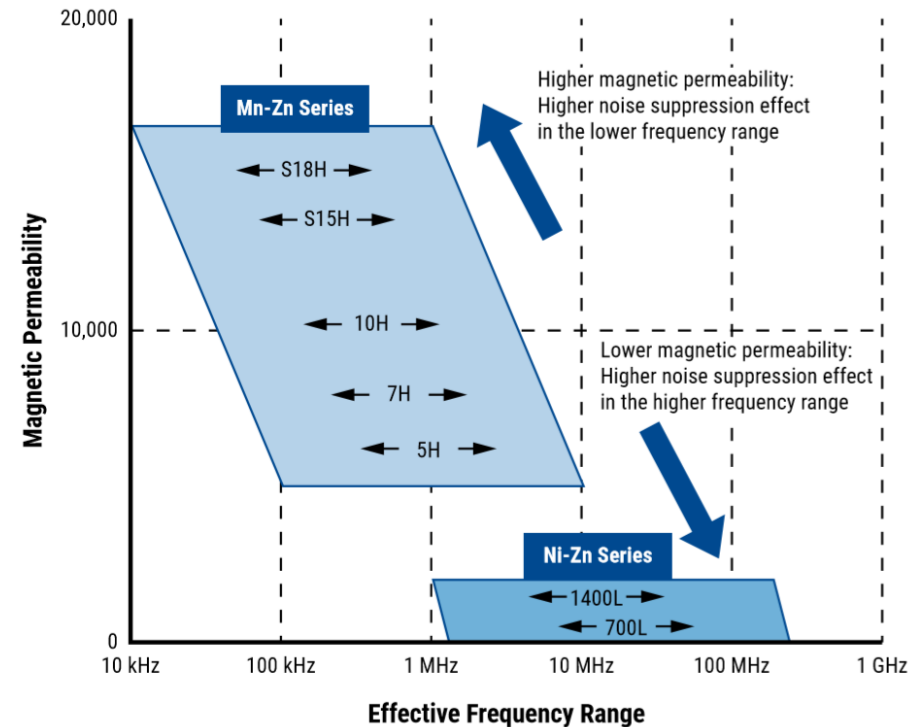 20,000
Mn-Zn Series
Higher magnetic permeability:
Higher noise suppression effect
in the lower frequency range
S18H
S15H
Magnetic Permeability
10,000
10H
Lower magnetic permeability:
Higher noise suppression effect
in the higher frequency range
7H
5H
Ni-Zn Series
1400L
700L
0
10 kHz
100 kHz
1 MHz
10 MHz
100 MHz
1 GHz
Effective Frequency Range